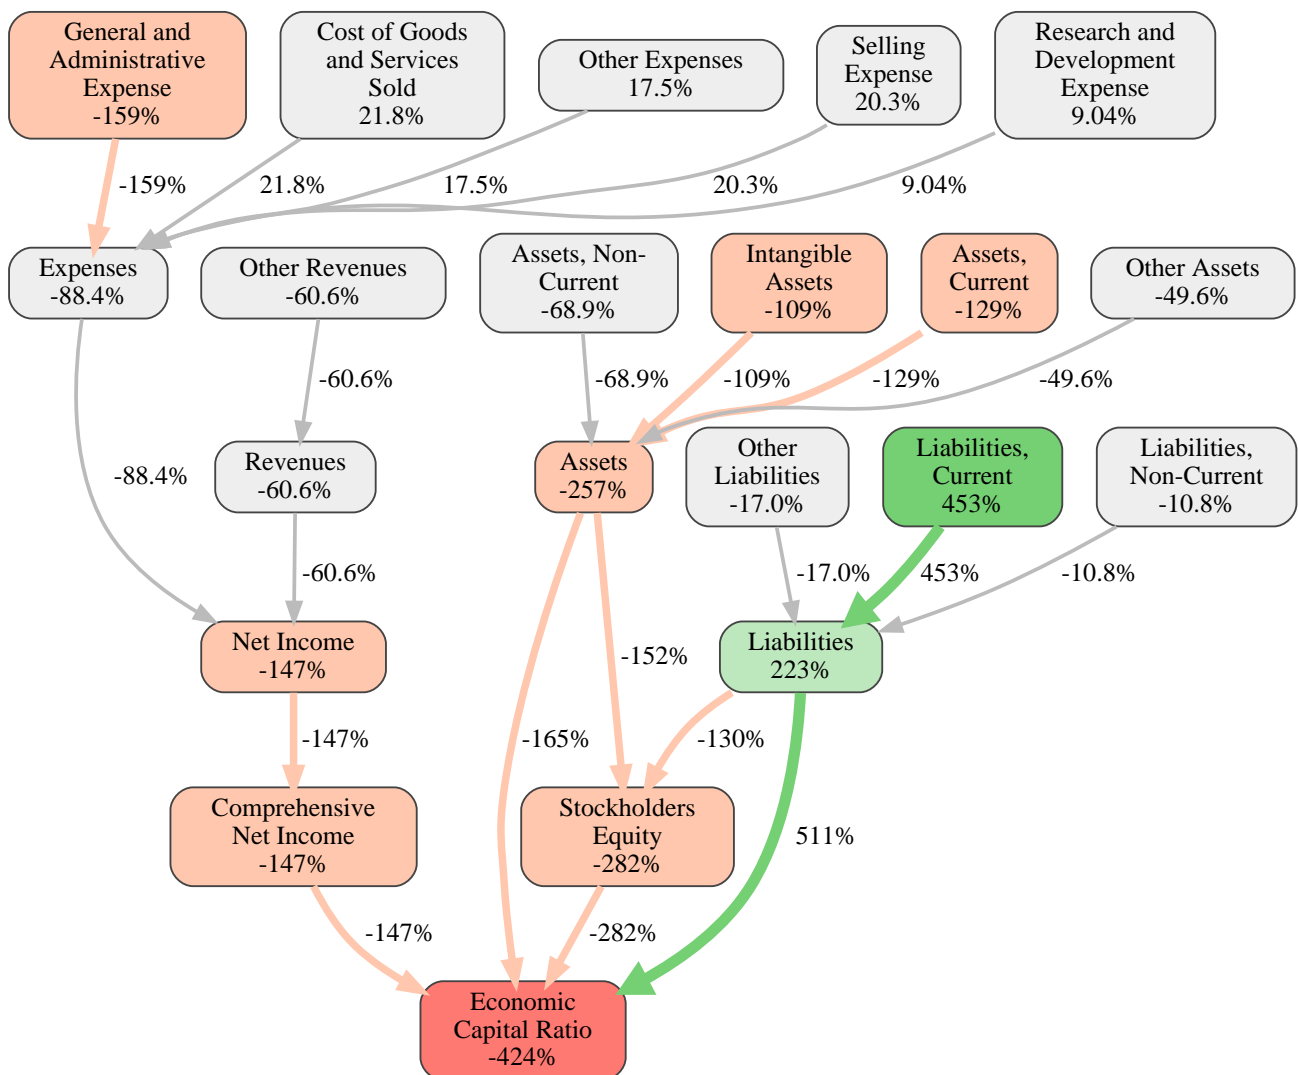 General and
Administrative
Expense
-159%
Cost of Goods
and Services
Sold
21.8%
Other Expenses
17.5%
Selling
Expense
20.3%
Research and
Development
Expense
9.04%
-159%
21.8%
17.5%
20.3%
9.04%
Expenses
-88.4%
Other Revenues
-60.6%
Assets, Non-
Current
-68.9%
Intangible
Assets
-109%
Assets,
Current
-129%
Other Assets
-49.6%
-60.6%
-68.9%
-109%
-129%
-49.6%
-88.4%
Revenues
-60.6%
Assets
-257%
Other
Liabilities
-17.0%
Liabilities,
Current
453%
Liabilities,
Non-Current
-10.8%
-60.6%
-17.0%
453%
-10.8%
Net Income
-147%
-152%
Liabilities
223%
-147%
-165%
-130%
Comprehensive
Net Income
-147%
Stockholders
Equity
-282%
511%
-147%
-282%
Economic
Capital Ratio
-424%